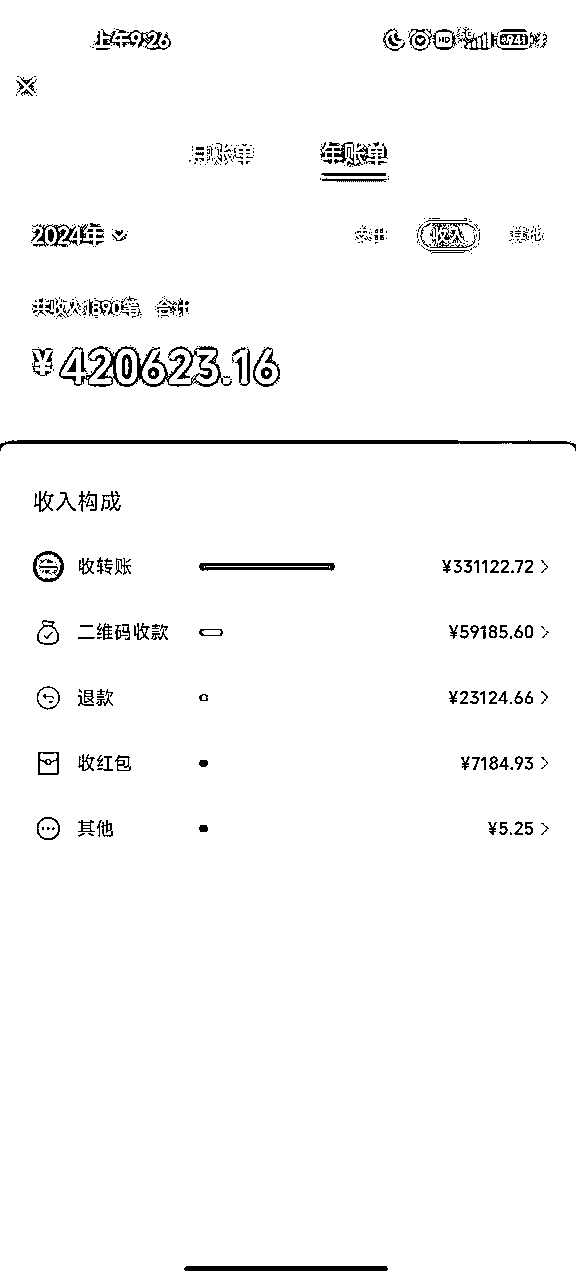 上午9:26
HD 94
月账单 年账单
2024年 支出 收入 其他
共收入1890笔 合计
¥420623.16
收入构成
收转账 ¥331122.72
二维码收款 ¥59185.60
退款 ¥23124.66
收红包 ¥7184.93
其他 ¥5.25